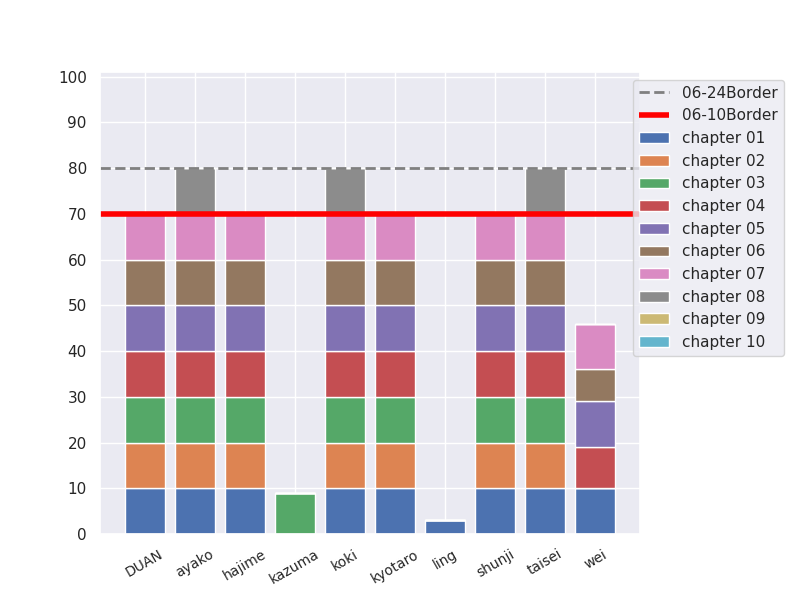 100
90
80
70
60
50
40
30
20
10
0
DUAN
ayako
hajime
kazuma
koki
kyotaro
ling
shunji
taisei
wei
06-24Border
06-10Border
chapter 01
chapter 02
chapter 03
chapter 04
chapter 05
chapter 06
chapter 07
chapter 08
chapter 09
chapter 10